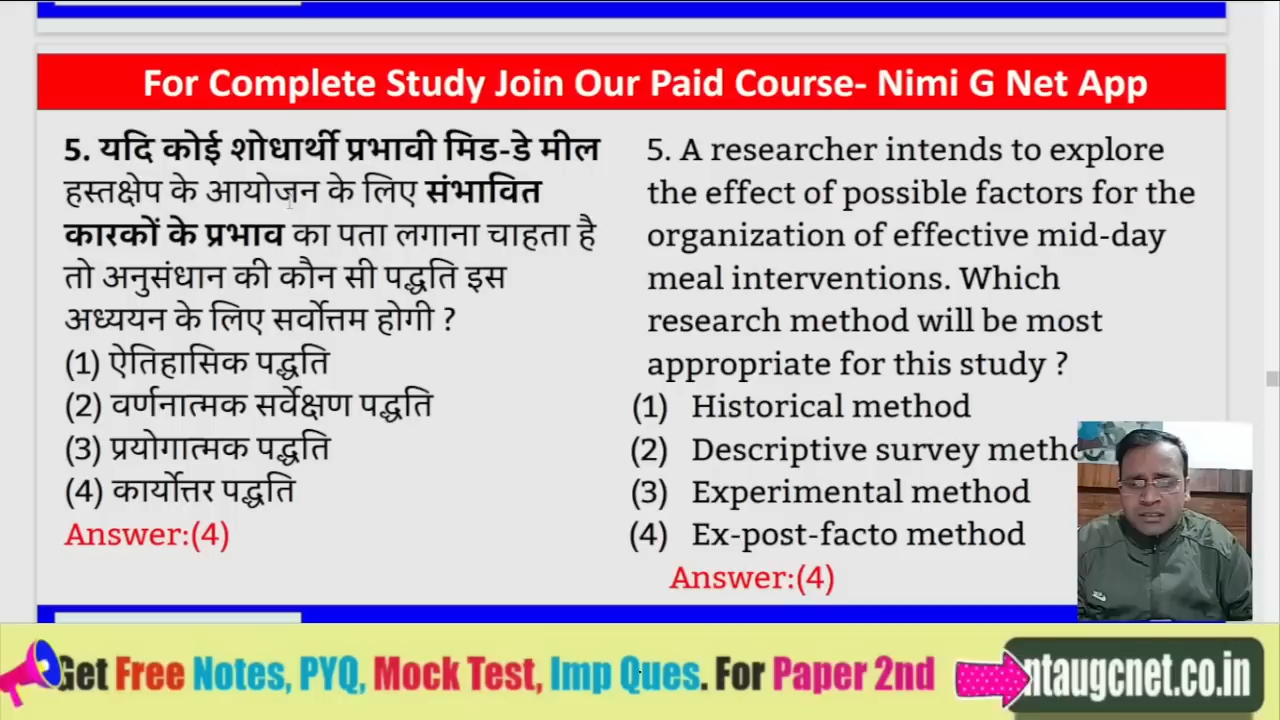 For Complete Study Join Our Paid Course- Nimi G Net App
5. यदि कोई शोधार्थी प्रभावी मिड-डे मील
हस्तक्षेप के आयोजन के लिए संभावित
कारकों के प्रभाव का पता लगाना चाहता है
तो अनुसंधान की कौन सी पद्धति इस
अध्ययन के लिए सर्वोत्तम होगी ?
(1) ऐतिहासिक पद्धति
(2) वर्णनात्मक सर्वेक्षण पद्धति
(3) प्रयोगात्मक पद्धति
(4) कार्योत्तर पद्धति
Answer:(4)
5. A researcher intends to explore
the effect of possible factors for the
organization of effective mid-day
meal interventions. Which
research method will be most
appropriate for this study ?
(1) Historical method
(2) Descriptive survey
(3) Experimental method
(4) Ex-post-facto method
Answer:(4)
Get Free Notes, PYQ, Mock Test, Imp Ques. For Paper 2nd
ntaugcnet.co.in